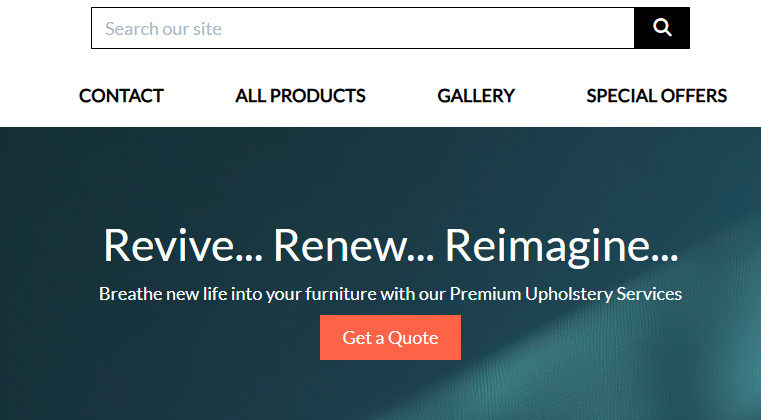 Search our site
CONTACT ALL PRODUCTS GALLERY SPECIAL OFFERS
Revive... Renew... Reimagine...
Breathe new life into your furniture with our Premium Upholstery Services
Get a Quote